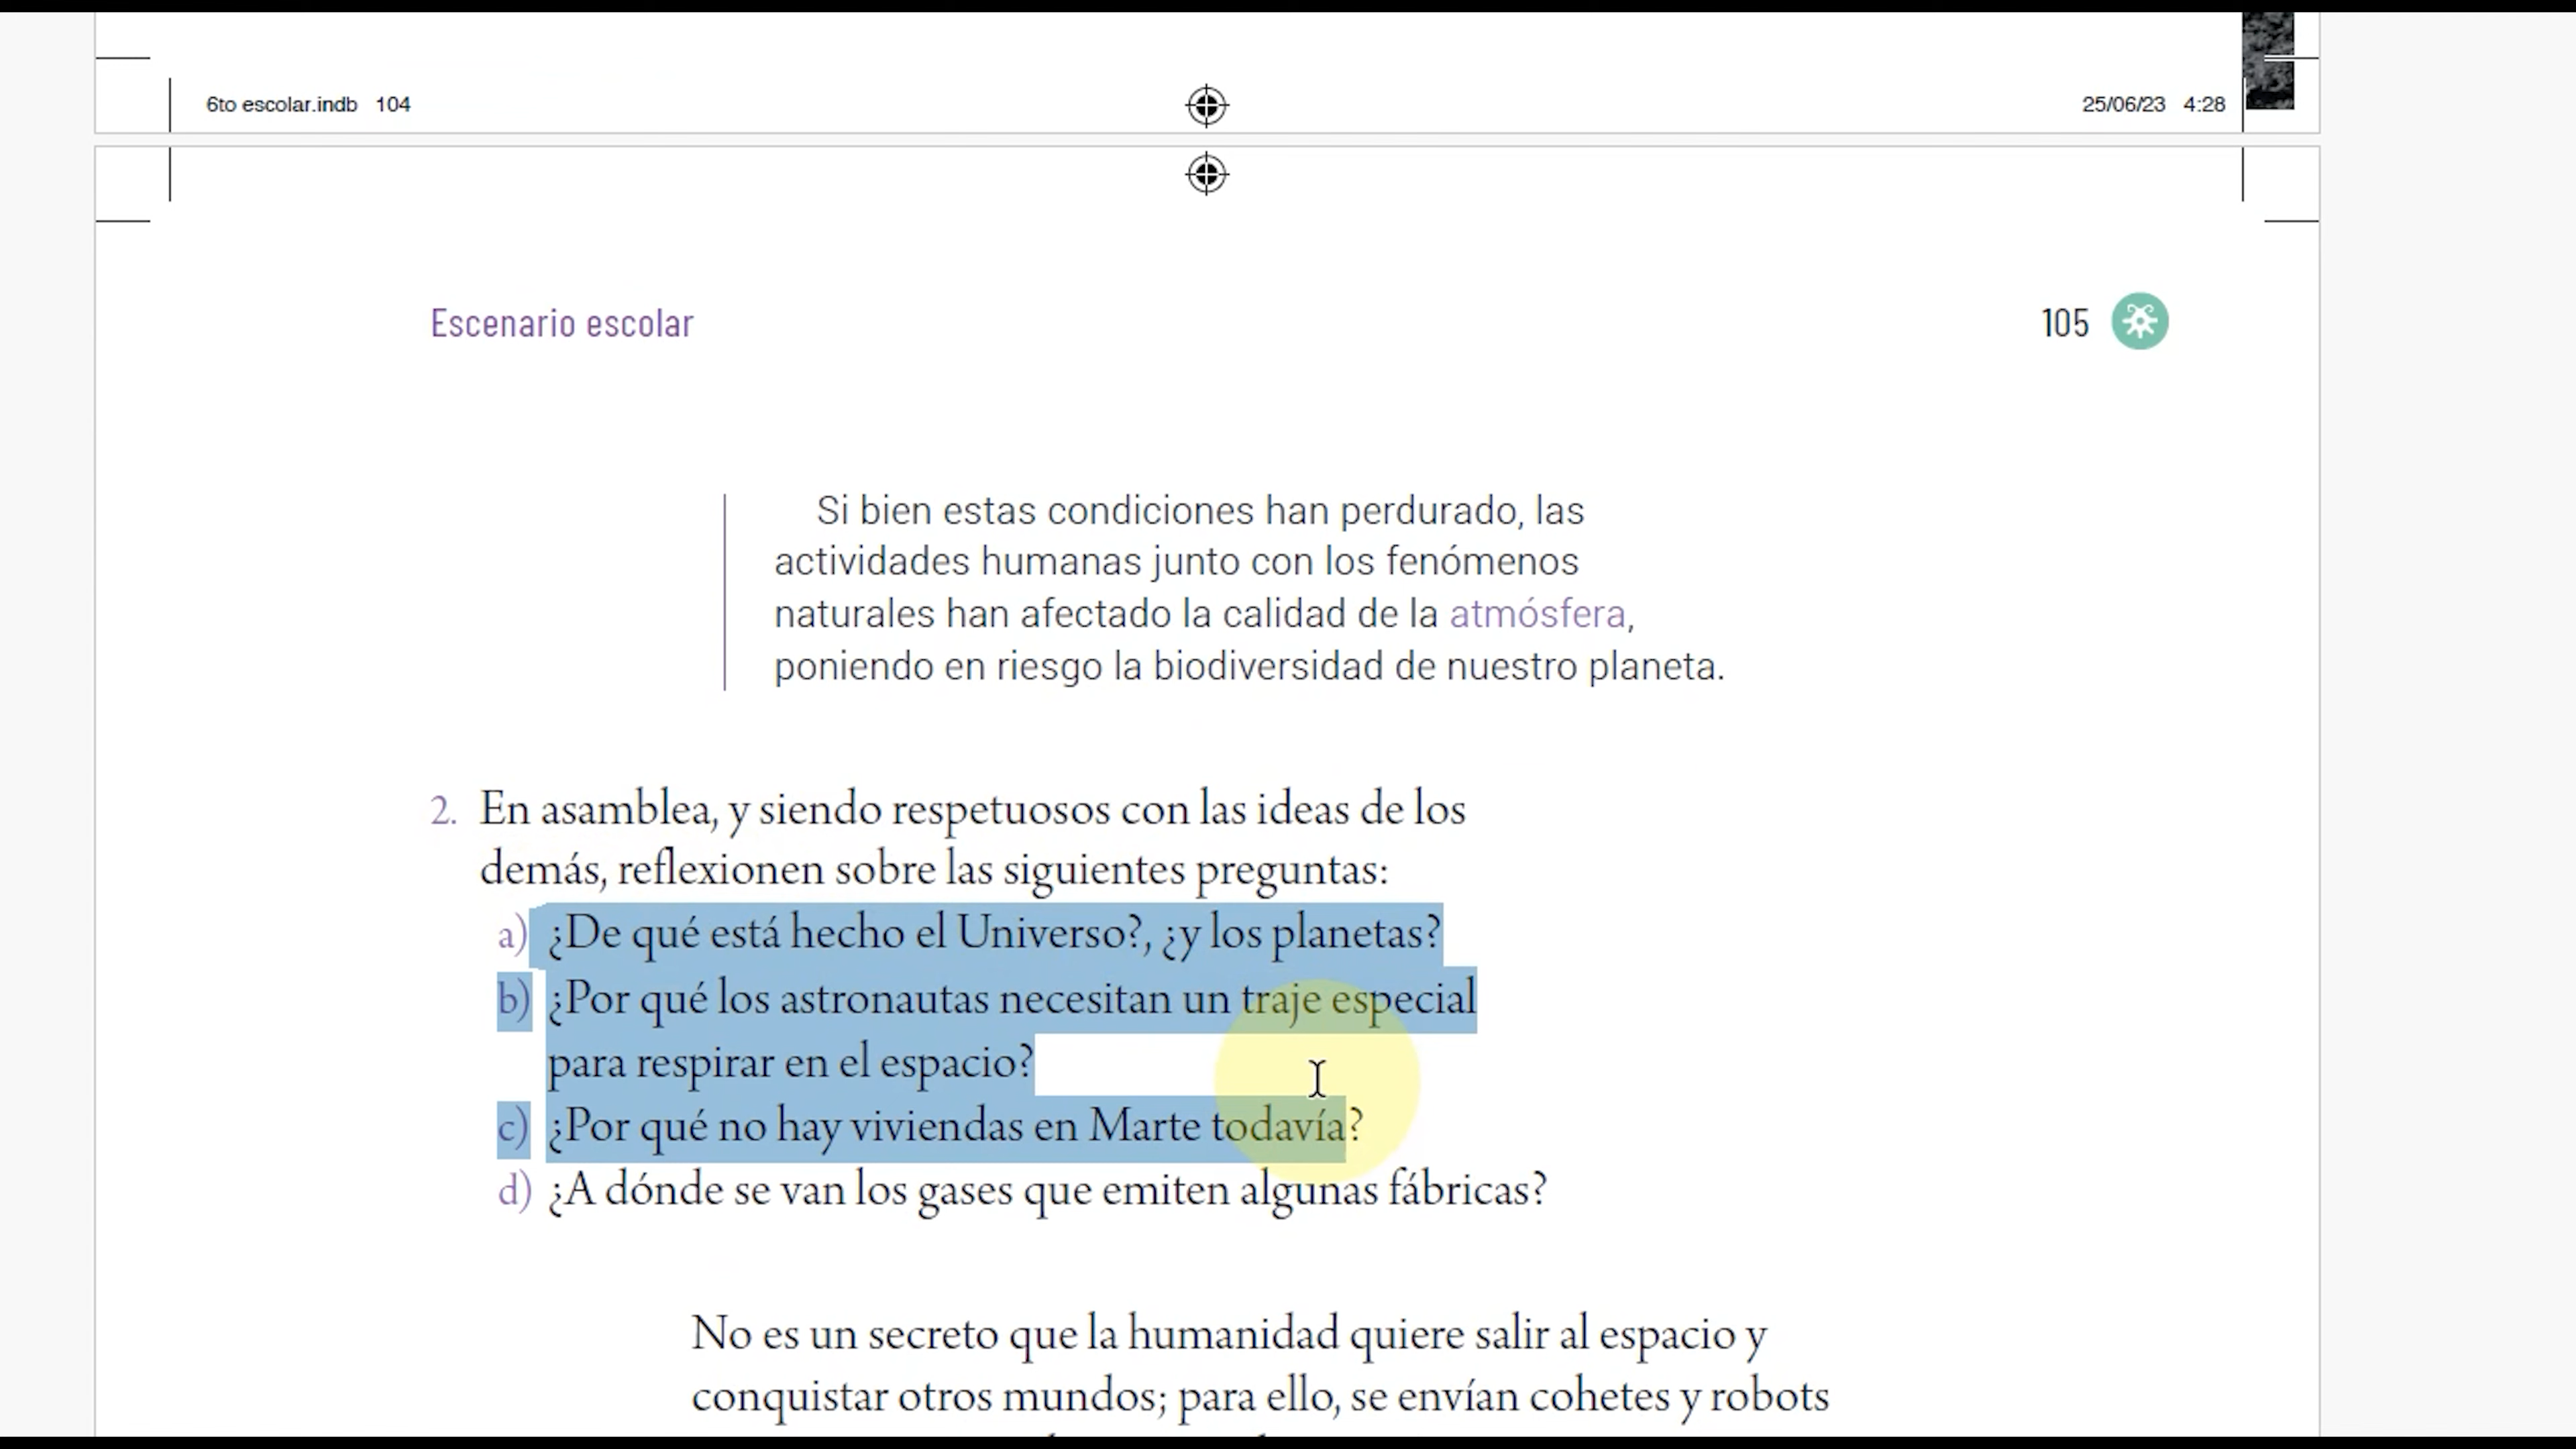 6to escolar.indb 104
25/06/23 4:28
Escenario escolar
105
Si bien estas condiciones han perdurado, las
actividades humanas junto con los fenómenos
naturales han afectado la calidad de la atmósfera,
poniendo en riesgo la biodiversidad de nuestro planeta.
2. En asamblea, y siendo respetuosos con las ideas de los
demás, reflexionen sobre las siguientes preguntas:
a) ¿De qué está hecho el Universo?, ¿y los planetas?
b) ¿Por qué los astronautas necesitan un traje especial
para respirar en el espacio?
c) ¿Por qué no hay viviendas en Marte todavía?
d) ¿A dónde se van los gases que emiten algunas fábricas?
No es un secreto que la humanidad quiere salir al espacio y
conquistar otros mundos; para ello, se envían cohetes y robots